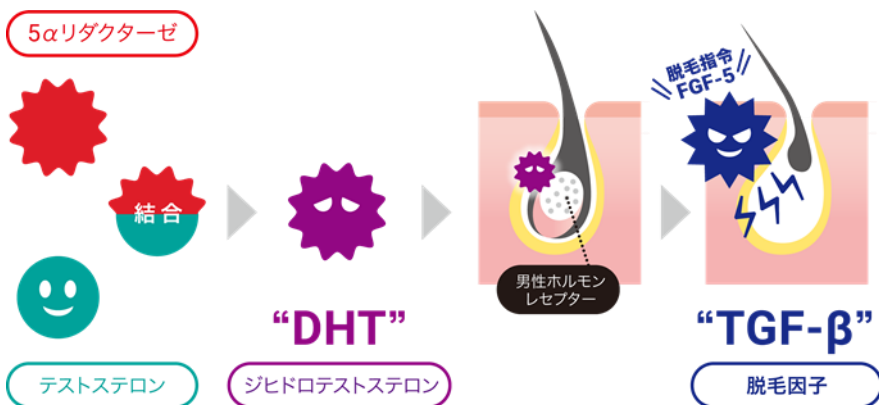 5αリダクターゼ
結合
テストステロン
“DHT”
ジヒドロテストステロン
男性ホルモン
レセプター
脱毛指令
FGF-5
“TGF-β”
脱毛因子